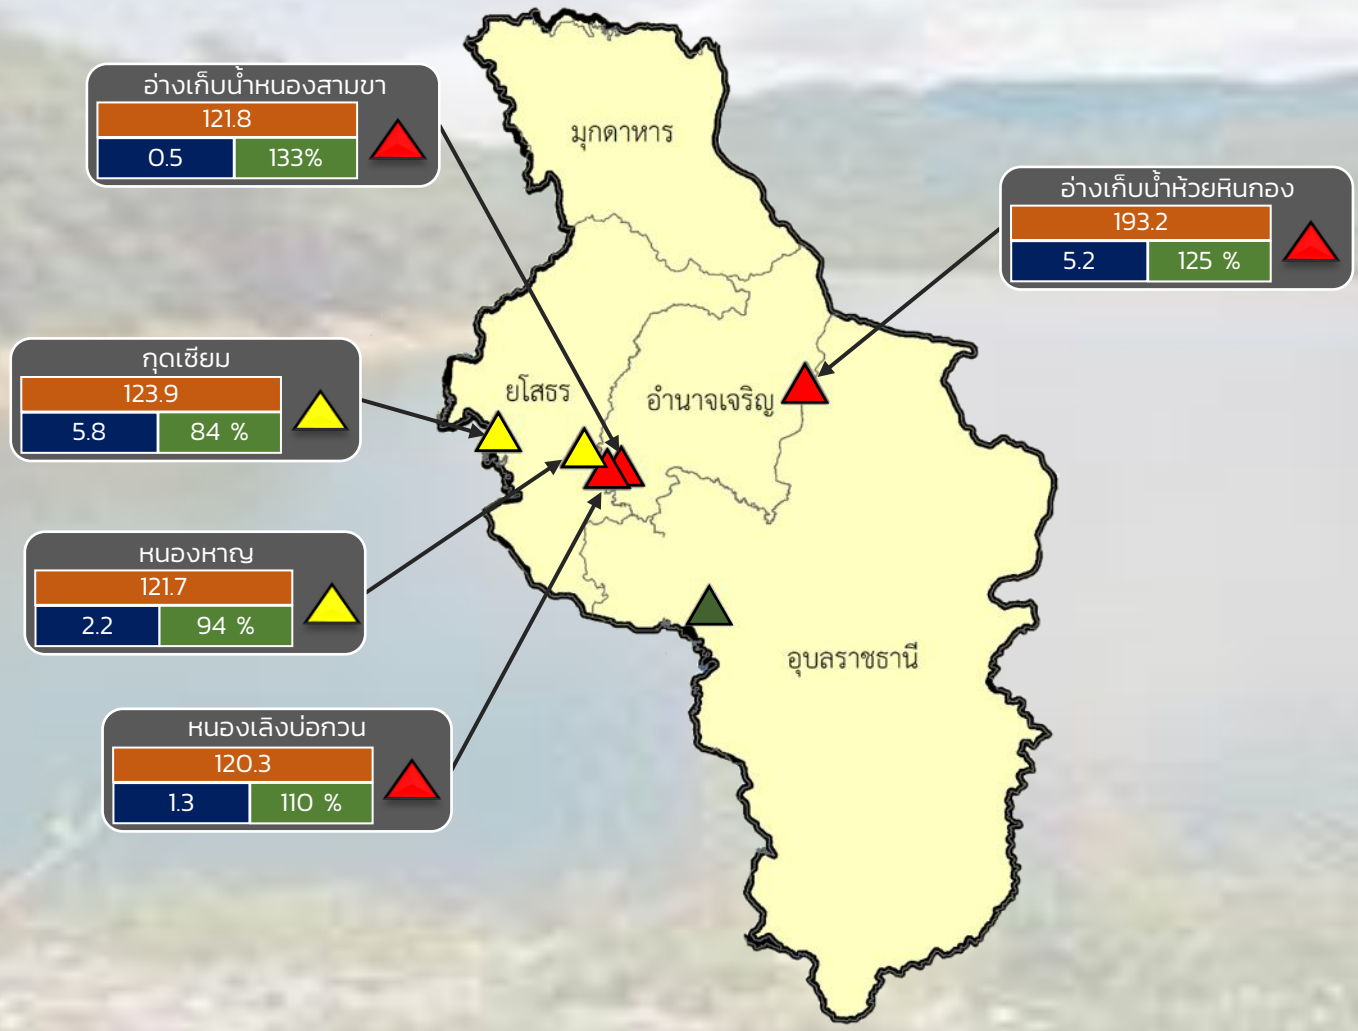 อ่างเก็บน้ำหนองสามขา
121.8
0.5 133%
มุกดาหาร
อ่างเก็บน้ำห้วยหินกอง
193.2
5.2 125 %
กุดเซียม
123.9
5.8 84 %
ยโสธร
อำนาจเจริญ
หนองหาญ
121.7
2.2 94 %
อุบลราชธานี
หนองเลิงบ่อกวน
120.3
1.3 110 %